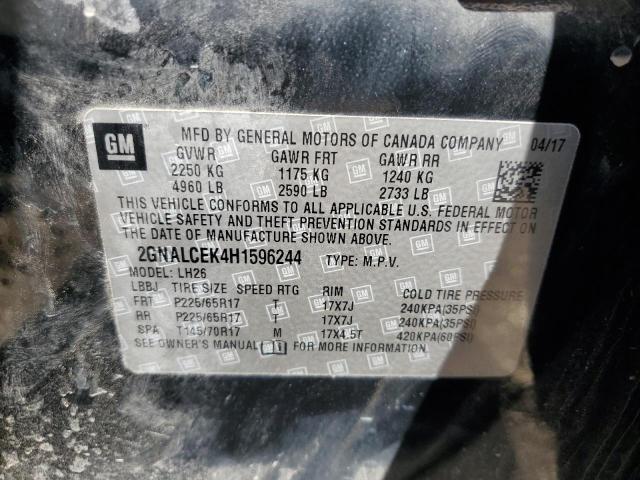 GM
MFD BY GENERAL MOTORS OF CANADA COMPANY 04/17
GVWR GAWR FRT GAWR RR
2250 KG 1175 KG 1240 KG
4960 LB 2590 LB 2733 LB
THIS VEHICLE CONFORMS TO ALL APPLICABLE U.S. FEDERAL MOTOR
VEHICLE SAFETY AND THEFT PREVENTION STANDARDS IN EFFECT ON
THE DATE OF MANUFACTURE SHOWN ABOVE.
2GNALCEK4H1596244 TYPE: M.P.V.
MODEL: LH26
LBBJ TIRE SIZE SPEED RTG RIM COLD TIRE PRESSURE
FRT P225/65R17 T 17X7J 240KPA(35PSI)
RR P225/65R17 T 17X7J 240KPA(35PSI)
SPA T145/70R17 M 17X4.5T 420KPA(60PSI)
SEE OWNER'S MANUAL FOR MORE INFORMATION